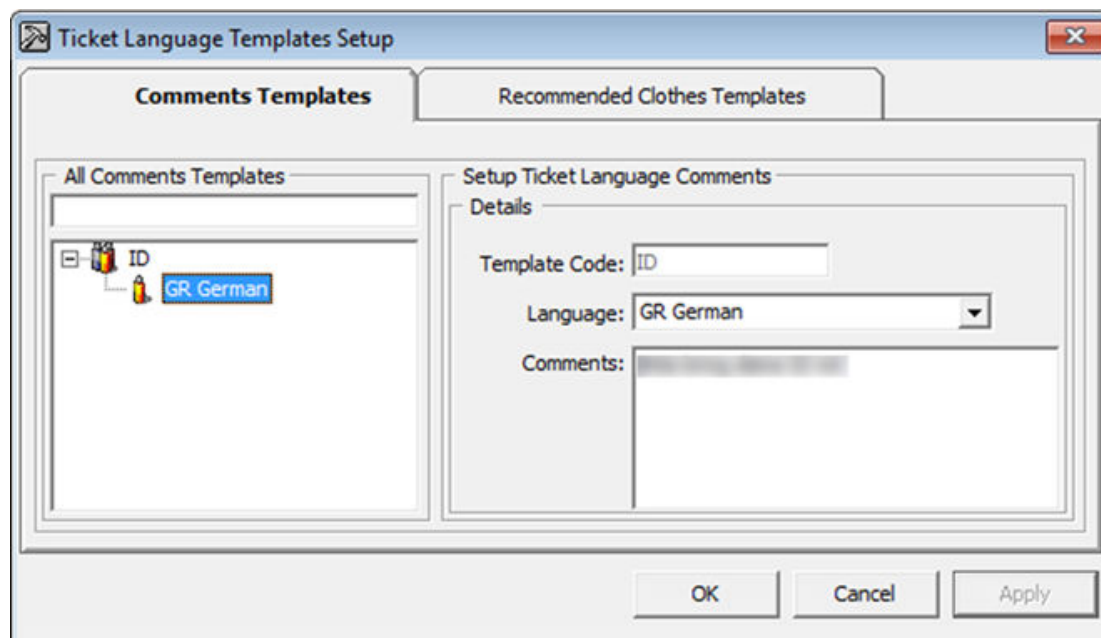 Ticket Language Templates Setup
Comments Templates
Recommended Clothes Templates
All Comments Templates
ID
GR German
Setup Ticket Language Comments
Details
Template Code: ID
Language: GR German
Comments:
OK
Cancel
Apply